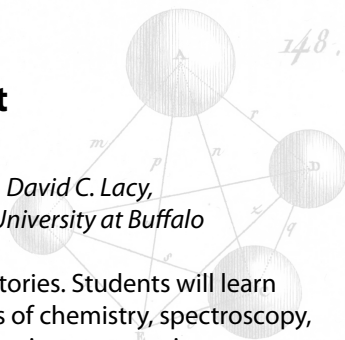 148.
t
A
r
m
p
n
D
David C. Lacy,
University at Buffalo
z
q
s
tories. Students will learn
s of chemistry, spectroscopy,
E